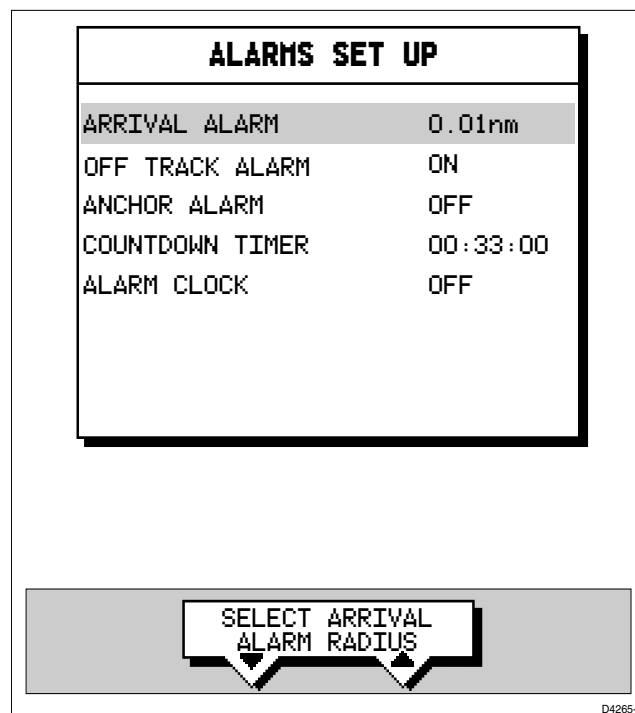 ALARMS SET UP
ARRIVAL ALARM 0.01nm
OFF TRACK ALARM ON
ANCHOR ALARM OFF
COUNTDOWN TIMER 00:33:00
ALARM CLOCK OFF
SELECT ARRIVAL
ALARM RADIUS
D4265-